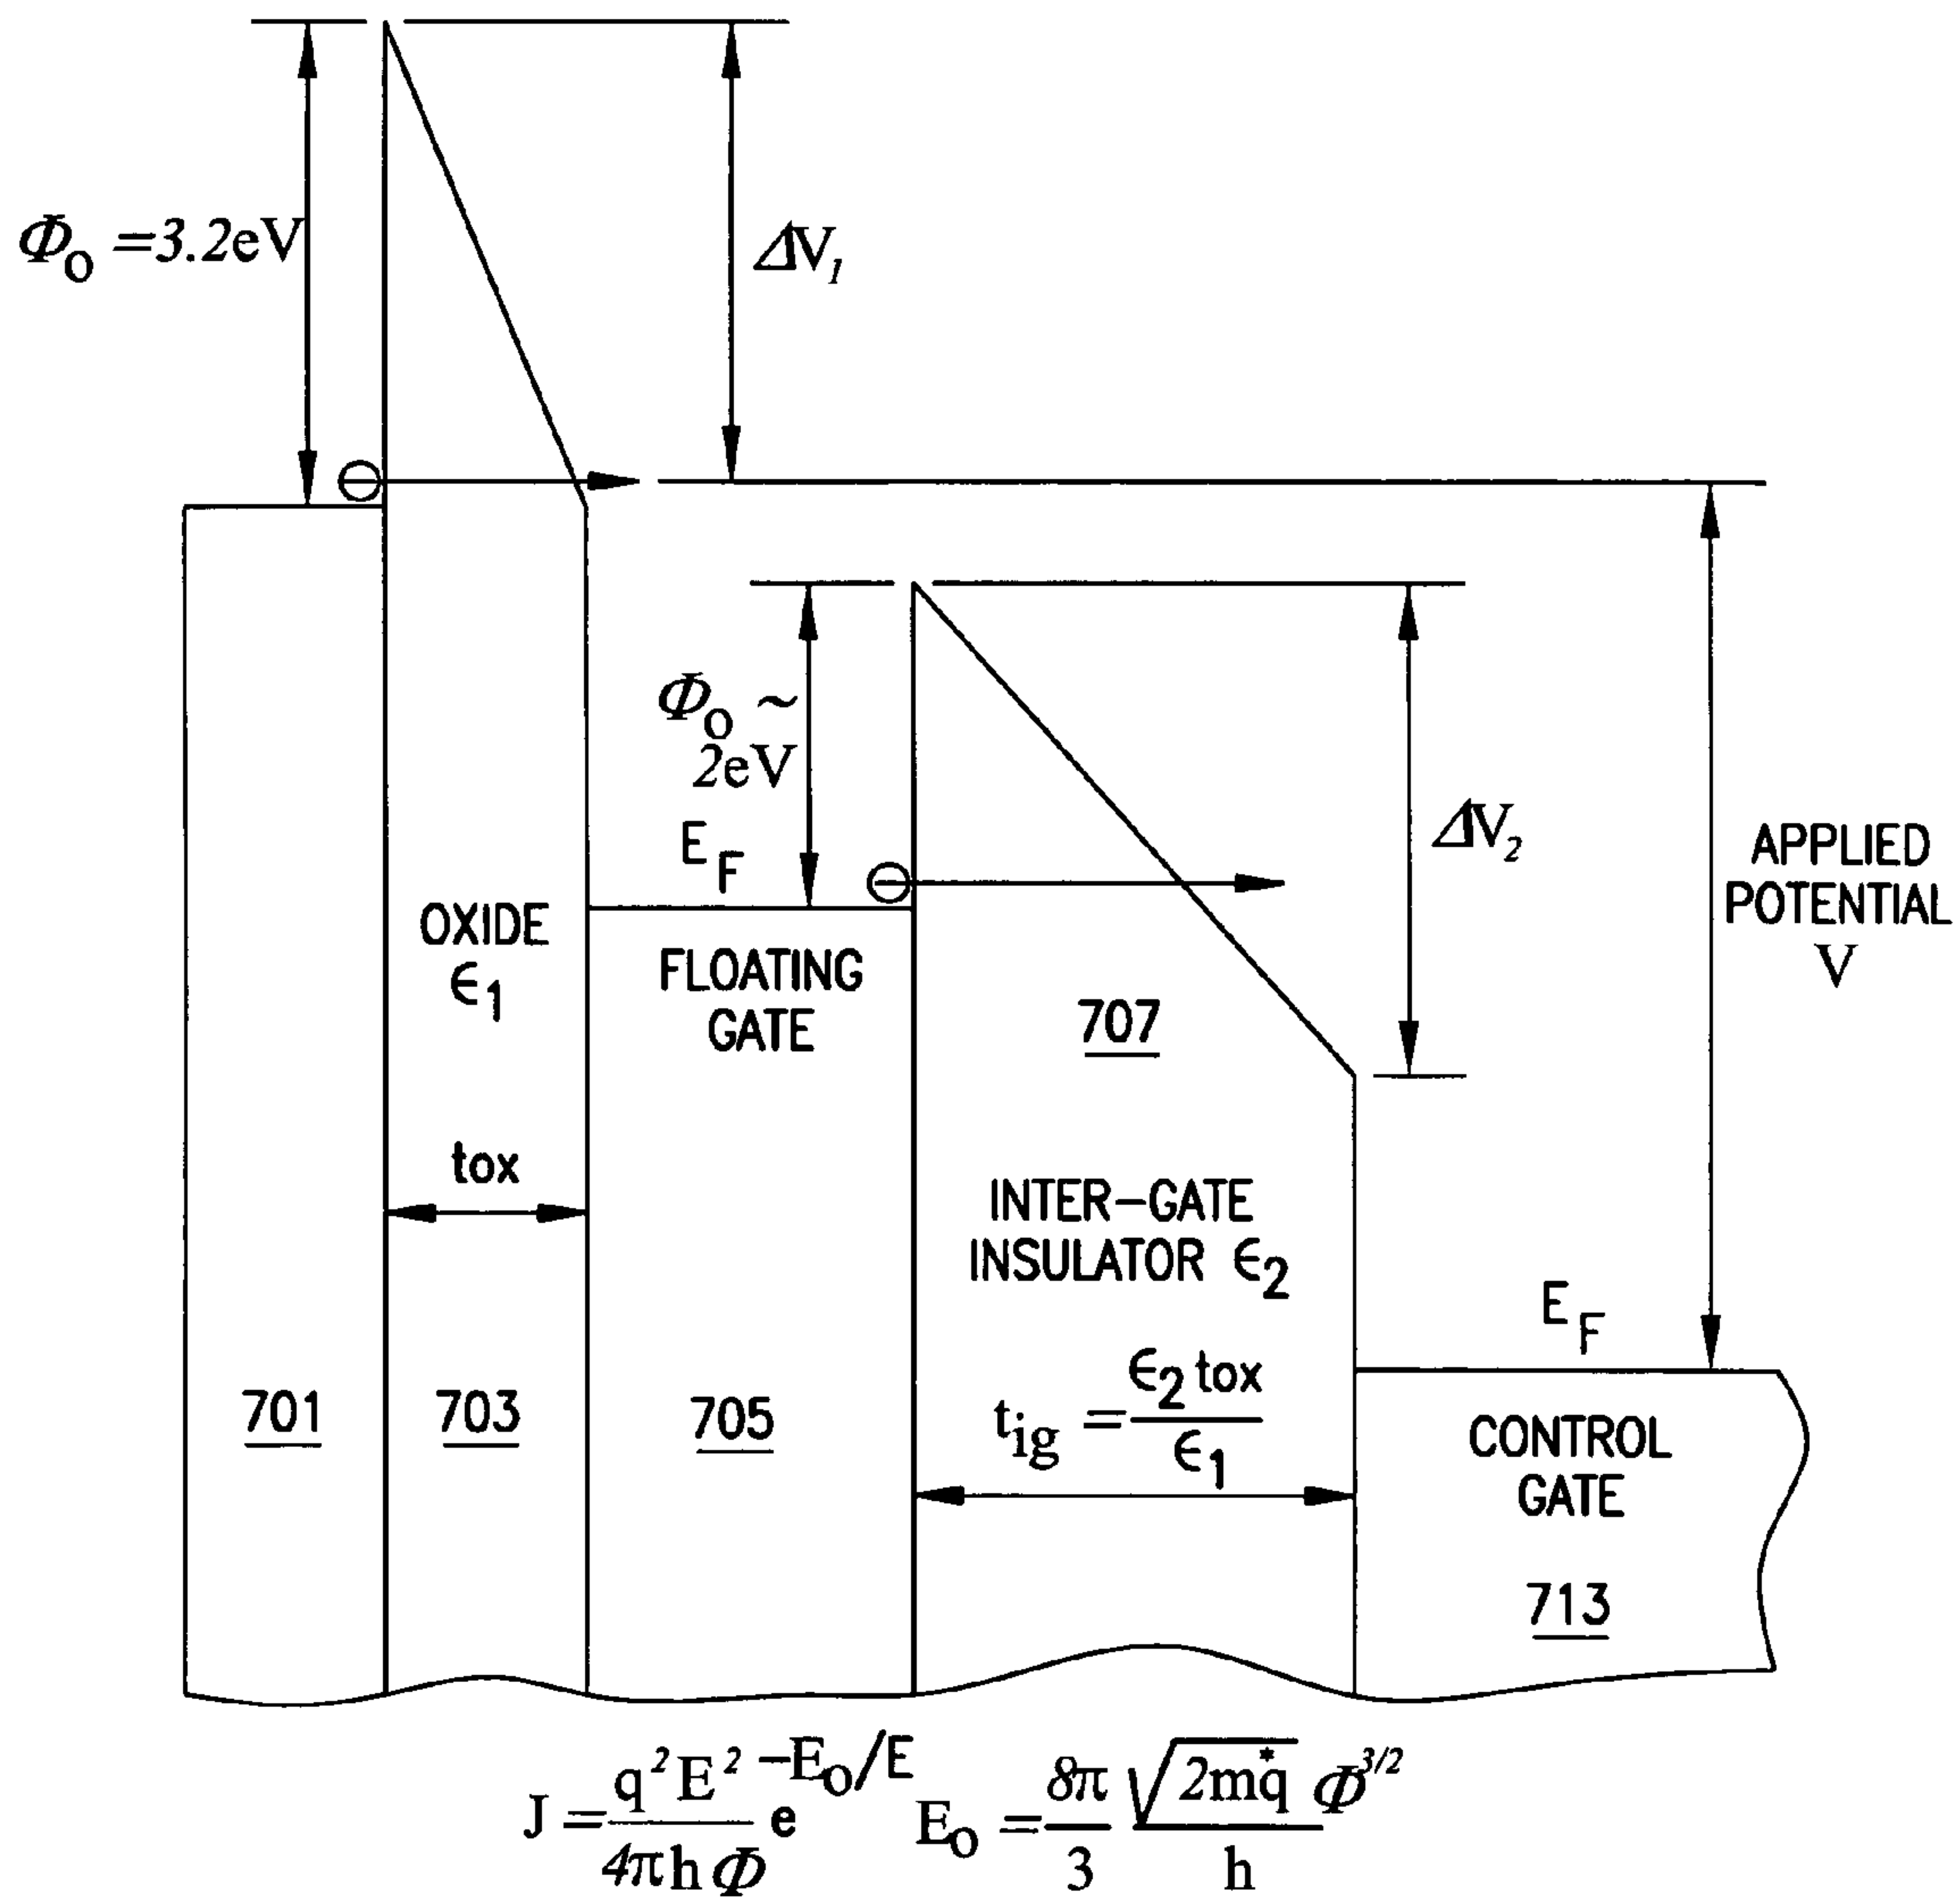 Φo =3.2eV
ΔV1
Φo ~
2eV
EF
ΔV2
APPLIED
POTENTIAL
V
OXIDE
ϵ1
FLOATING
GATE
707
tox
INTER-GATE
INSULATOR ϵ2
EF
701
703
705
tig = ϵ2 tox / ϵ1
CONTROL
GATE
713
J = q²E² / 4πhΦ e^−Eo/E
Eo = 8π/3 √2m*q Φ^3/2 / h